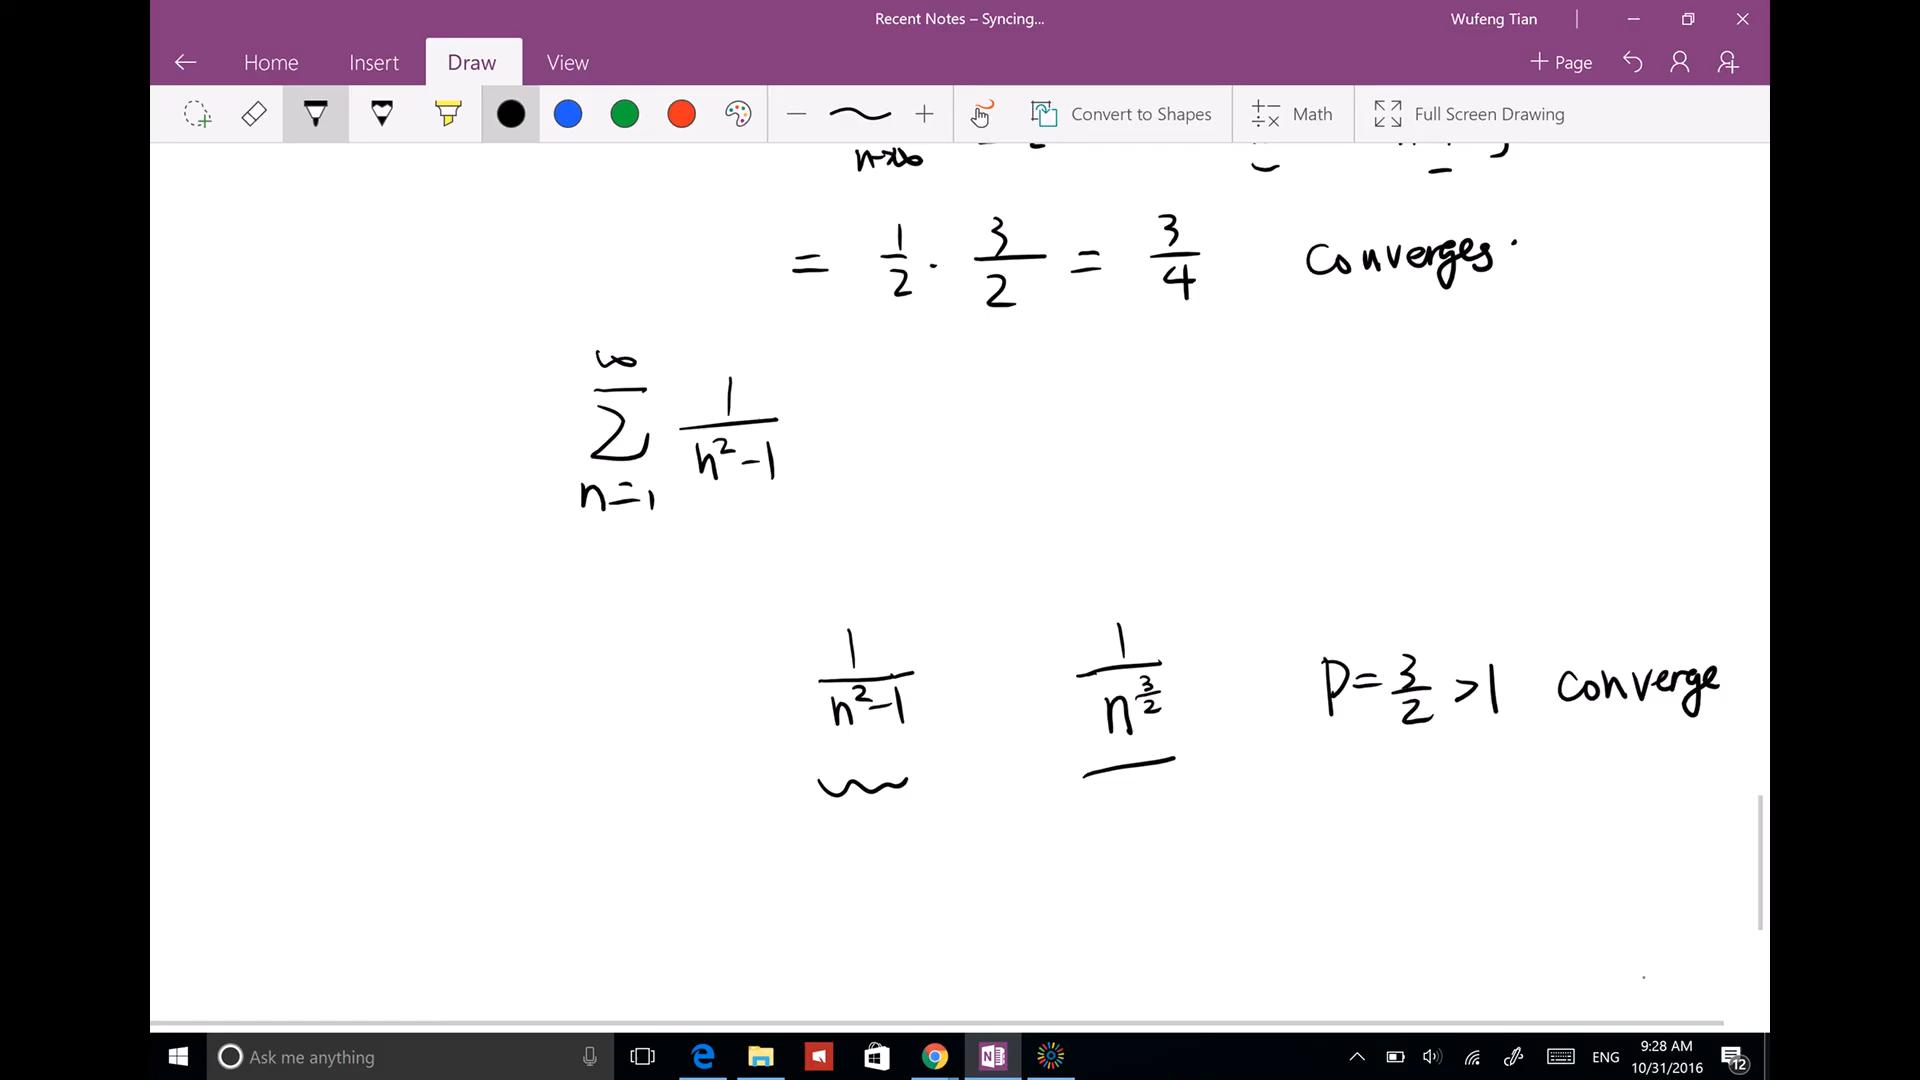 Recent Notes – Syncing...
Wufeng Tian
Home Insert Draw View
Page
Convert to Shapes
Math
Full Screen Drawing
n→∞
= 1/2 · 3/2 = 3/4 Converges.
∞
∑ 1/(n²-1)
n=1
1/(n²-1) 1/n^(3/2) P=3/2 >1 converge
Ask me anything
ENG
9:28 AM
10/31/2016
12